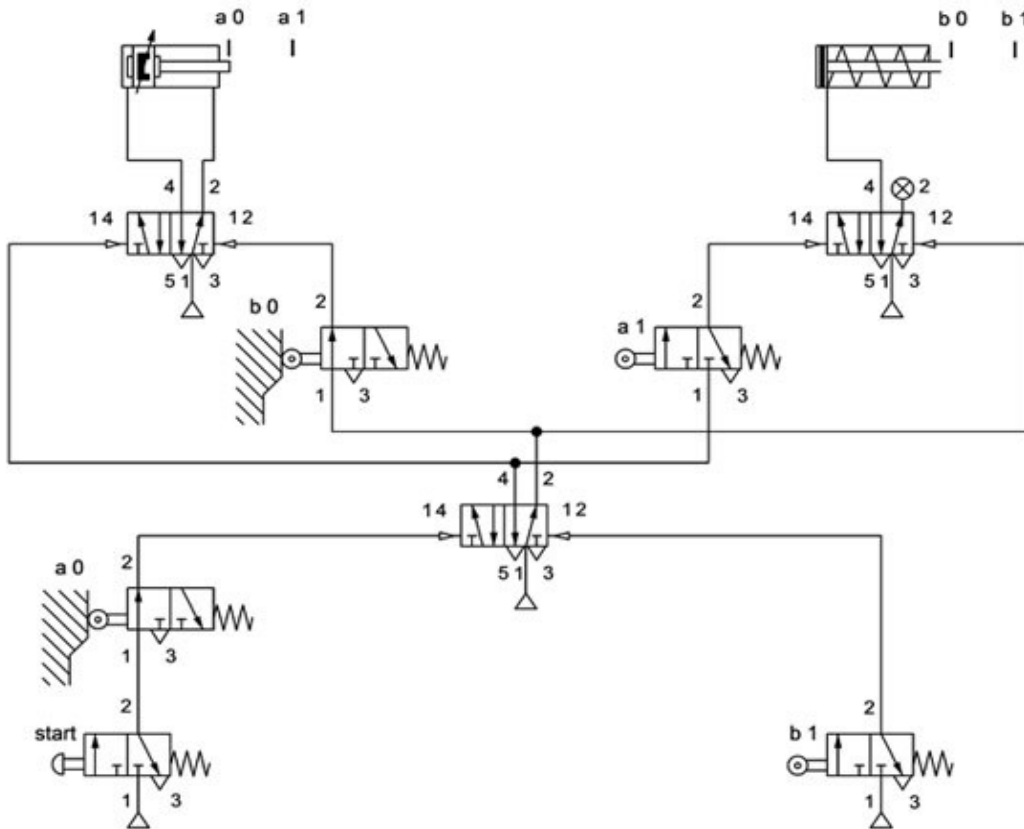 a 0 a 1 b 0 b 1
4 2 4 2
14 12 14 12
5 1 3 5 1 3
b 0 2 2
a 1
1 3 1 3
4 2
14 12
2 5 1 3
a 0
1 3
2 2
start b 1
1 3 1 3